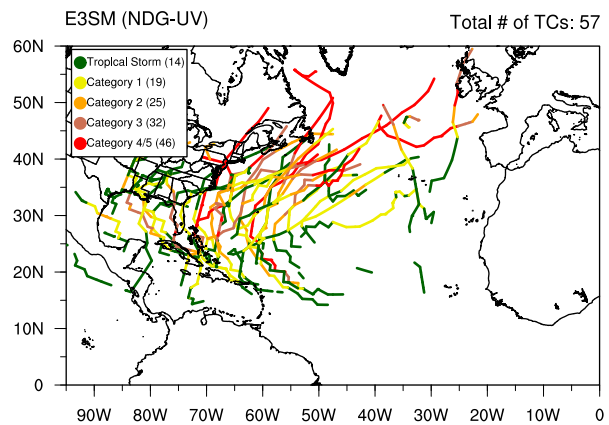 E3SM (NDG-UV)
Total # of TCs: 57
60N
50N
40N
30N
20N
10N
0
Tropical Storm (14)
Category 1 (19)
Category 2 (25)
Category 3 (32)
Category 4/5 (46)
90W 80W 70W 60W 50W 40W 30W 20W 10W 0